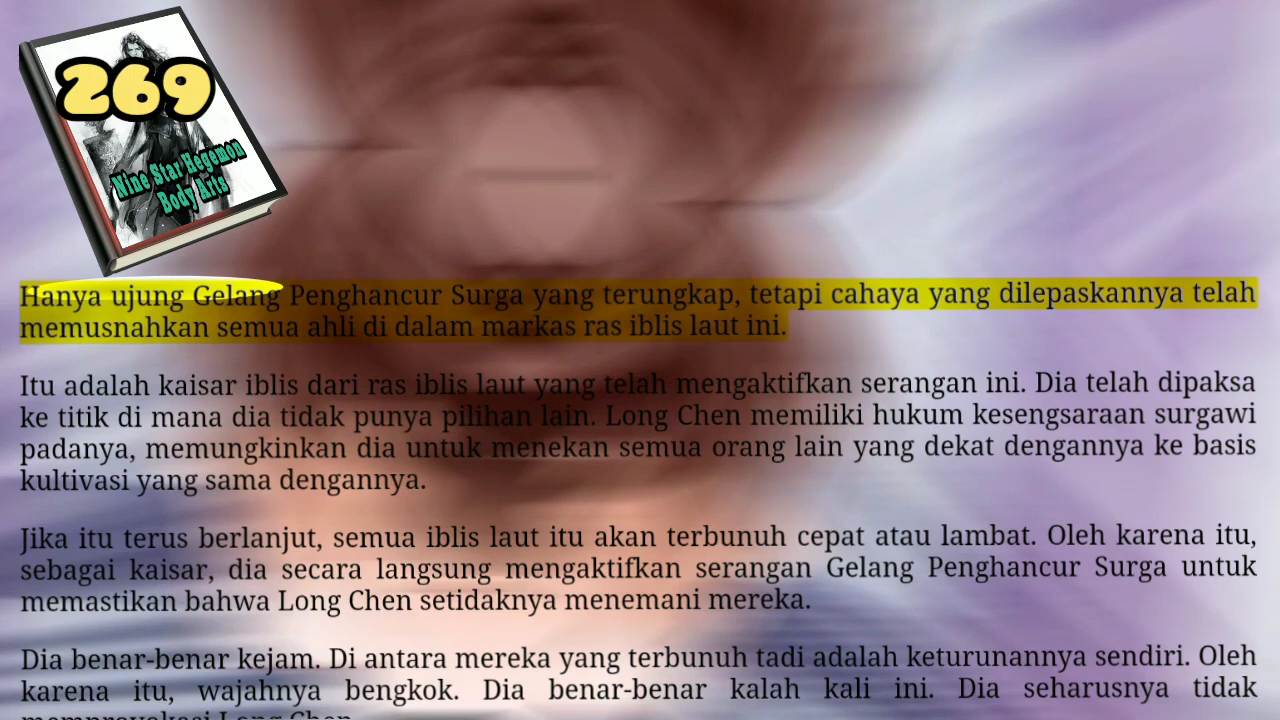 269
Nine Star Hegemon
Body Arts
Hanya ujung Gelang Penghancur Surga yang terungkap, tetapi cahaya yang dilepaskannya telah
memusnahkan semua ahli di dalam markas ras iblis laut ini.
Itu adalah kaisar iblis dari ras iblis laut yang telah mengaktifkan serangan ini. Dia telah dipaksa
ke titik di mana dia tidak punya pilihan lain. Long Chen memiliki hukum kesengsaraan surgawi
padanya, memungkinkan dia untuk menekan semua orang lain yang dekat dengannya ke basis
kultivasi yang sama dengannya.
Jika itu terus berlanjut, semua iblis laut itu akan terbunuh cepat atau lambat. Oleh karena itu,
sebagai kaisar, dia secara langsung mengaktifkan serangan Gelang Penghancur Surga untuk
memastikan bahwa Long Chen setidaknya menemani mereka.
Dia benar-benar kejam. Di antara mereka yang terbunuh tadi adalah keturunannya sendiri. Oleh
karena itu, wajahnya bengkok. Dia benar-benar kalah kali ini. Dia seharusnya tidak
memprovokasi Long Chen.